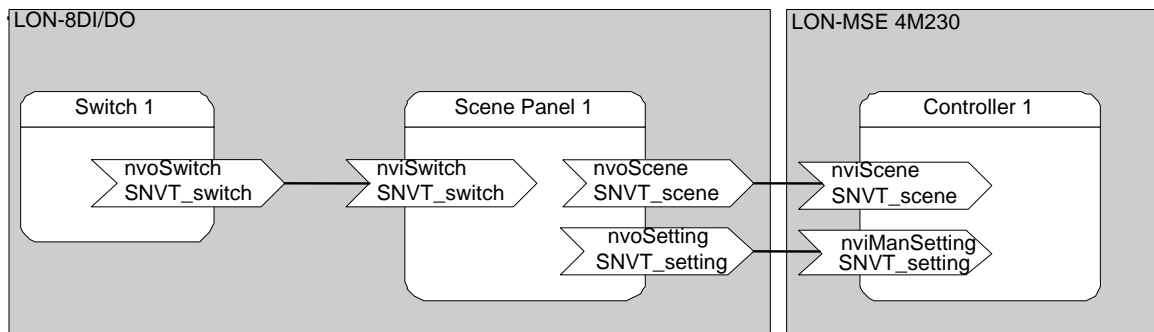 LON-8DI/DO
LON-MSE 4M230
Switch 1
Scene Panel 1
Controller 1
nvoSwitch
SNVT_switch
nviSwitch
SNVT_switch
nvoScene
SNVT_scene
nviScene
SNVT_scene
nvoSetting
SNVT_setting
nviManSetting
SNVT_setting